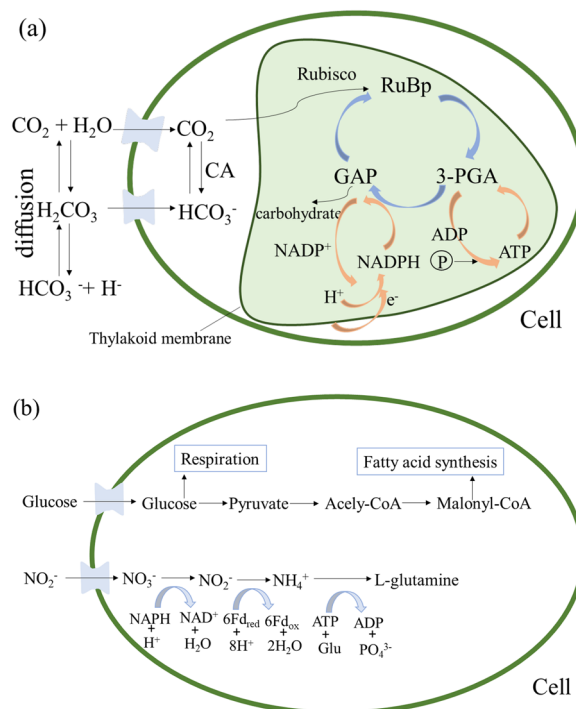 (a)
Rubisco
RuBp
CO₂ + H₂O
CO₂
CA
GAP
3-PGA
diffusion
H₂CO₃
HCO₃⁻
carbohydrate
ADP
NADP⁺
NADPH
P
ATP
HCO₃⁻ + H⁻
H⁺
e⁻
Thylakoid membrane
Cell
(b)
Respiration
Fatty acid synthesis
Glucose
Glucose
Pyruvate
Acely-CoA
Malonyl-CoA
NO₂⁻
NO₃⁻
NO₂⁻
NH₄⁺
L-glutamine
NAPH + H⁺
NAD⁺ + H₂O
6Fdred + 8H⁺
6Fdox + 2H₂O
ATP + Glu
ADP + PO₄³⁻
Cell